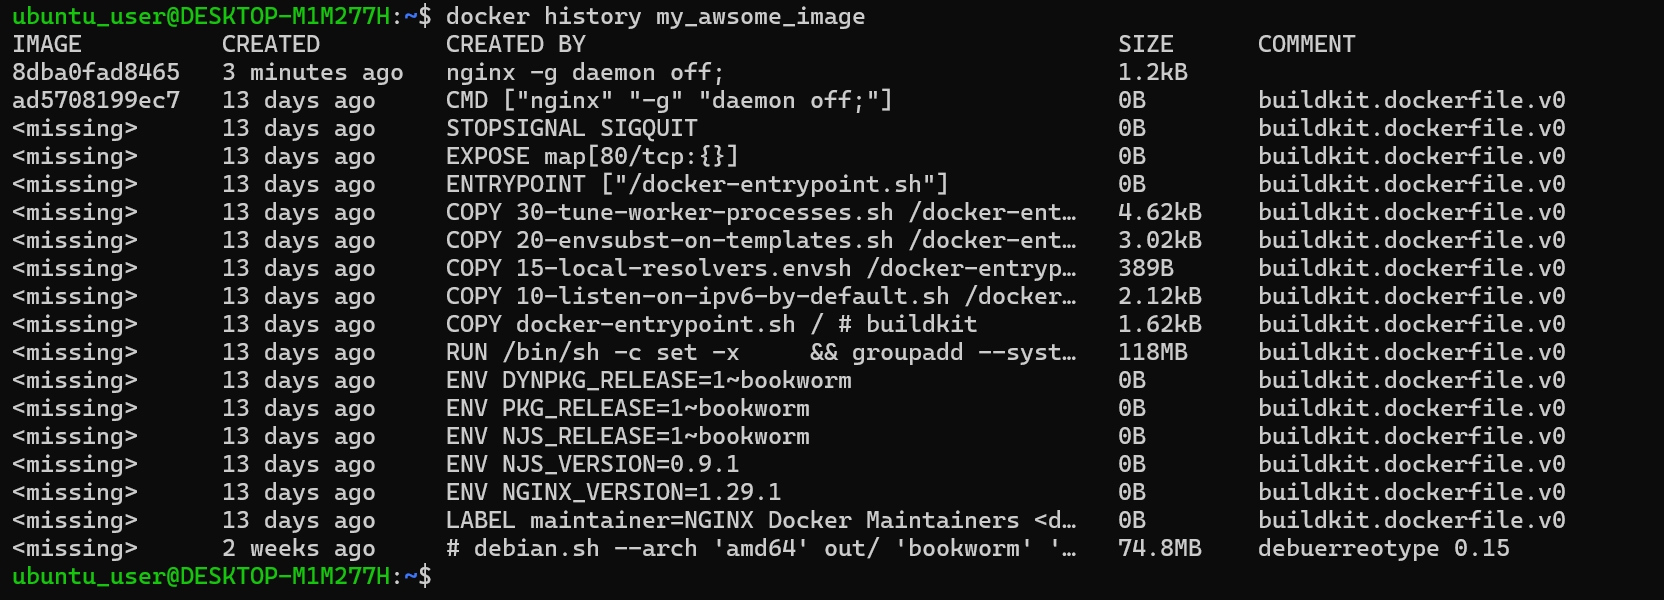 ubuntu_user@DESKTOP-M1M277H:~$ docker history my_awsome_image
IMAGE          CREATED         CREATED BY                                      SIZE      COMMENT
8dba0fad8465   3 minutes ago   nginx -g daemon off;                            1.2kB
ad5708199ec7   13 days ago     CMD ["nginx" "-g" "daemon off;"]                0B        buildkit.dockerfile.v0
<missing>      13 days ago     STOPSIGNAL SIGQUIT                              0B        buildkit.dockerfile.v0
<missing>      13 days ago     EXPOSE map[80/tcp:{}]                           0B        buildkit.dockerfile.v0
<missing>      13 days ago     ENTRYPOINT ["/docker-entrypoint.sh"]            0B        buildkit.dockerfile.v0
<missing>      13 days ago     COPY 30-tune-worker-processes.sh /docker-ent…   4.62kB    buildkit.dockerfile.v0
<missing>      13 days ago     COPY 20-envsubst-on-templates.sh /docker-ent…   3.02kB    buildkit.dockerfile.v0
<missing>      13 days ago     COPY 15-local-resolvers.envsh /docker-entryp…   389B      buildkit.dockerfile.v0
<missing>      13 days ago     COPY 10-listen-on-ipv6-by-default.sh /docker…   2.12kB    buildkit.dockerfile.v0
<missing>      13 days ago     COPY docker-entrypoint.sh / # buildkit          1.62kB    buildkit.dockerfile.v0
<missing>      13 days ago     RUN /bin/sh -c set -x     && groupadd --syst…   118MB     buildkit.dockerfile.v0
<missing>      13 days ago     ENV DYNPKG_RELEASE=1~bookworm                   0B        buildkit.dockerfile.v0
<missing>      13 days ago     ENV PKG_RELEASE=1~bookworm                      0B        buildkit.dockerfile.v0
<missing>      13 days ago     ENV NJS_RELEASE=1~bookworm                      0B        buildkit.dockerfile.v0
<missing>      13 days ago     ENV NJS_VERSION=0.9.1                           0B        buildkit.dockerfile.v0
<missing>      13 days ago     ENV NGINX_VERSION=1.29.1                        0B        buildkit.dockerfile.v0
<missing>      13 days ago     LABEL maintainer=NGINX Docker Maintainers <d…   0B        buildkit.dockerfile.v0
<missing>      2 weeks ago     # debian.sh --arch 'amd64' out/ 'bookworm' '…   74.8MB    debuerreotype 0.15
ubuntu_user@DESKTOP-M1M277H:~$